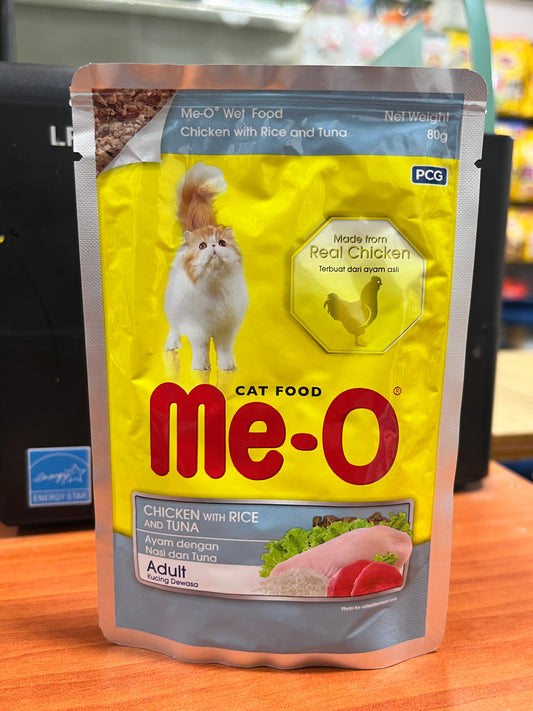 Me-O® Wet Food
Chicken with Rice and Tuna
Net Weight
80g
PCG
Made from
Real Chicken
Terbuat dari ayam asli
CAT FOOD
Me-O®
CHICKEN WITH RICE
AND TUNA
Ayam dengan
Nasi dan Tuna
Adult
Kucing Dewasa
Photo for advertisement only
energy
ENERGY STAR